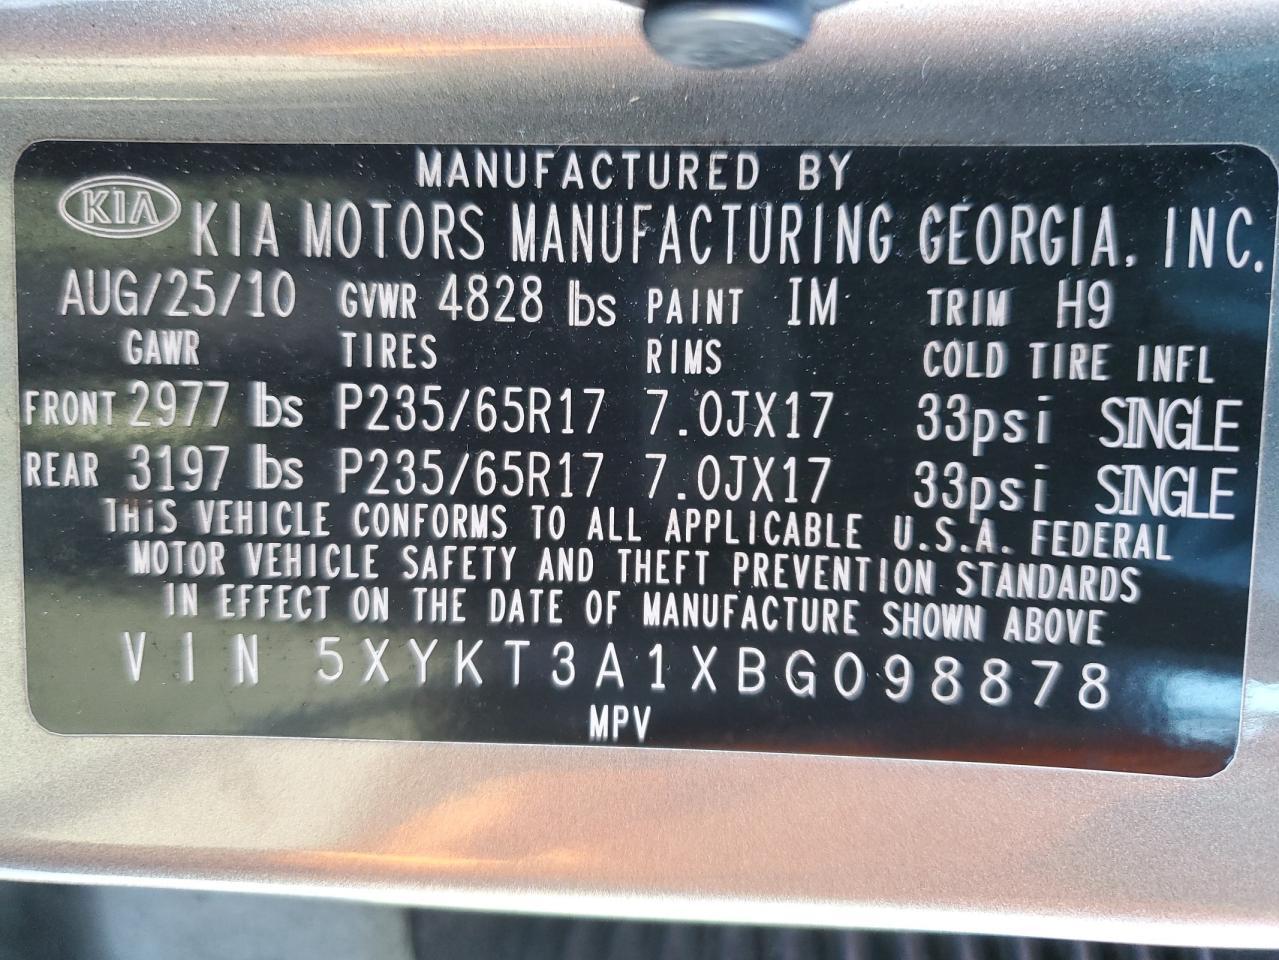 MANUFACTURED BY
KIA KIA MOTORS MANUFACTURING GEORGIA, INC.
AUG/25/10 GVWR 4828 lbs PAINT IM TRIM H9
GAWR TIRES RIMS COLD TIRE INFL
FRONT 2977 lbs P235/65R17 7.0JX17 33psi SINGLE
REAR 3197 lbs P235/65R17 7.0JX17 33psi SINGLE
THIS VEHICLE CONFORMS TO ALL APPLICABLE U.S.A. FEDERAL
MOTOR VEHICLE SAFETY AND THEFT PREVENTION STANDARDS
IN EFFECT ON THE DATE OF MANUFACTURE SHOWN ABOVE
VIN 5XYKT3A1XBG098878
MPV